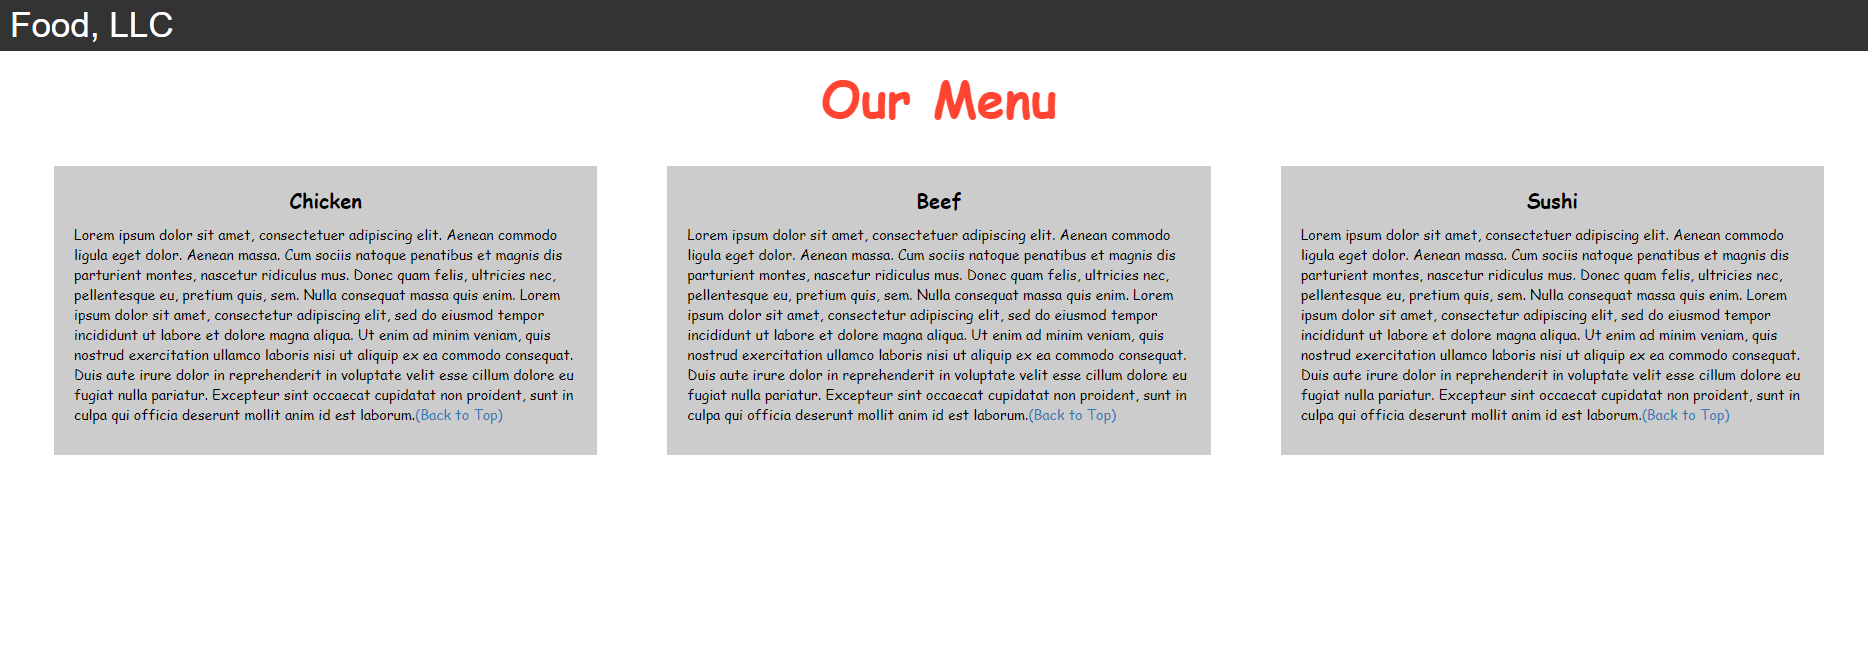 Food, LLC
Our Menu
Chicken
Lorem ipsum dolor sit amet, consectetuer adipiscing elit. Aenean commodo
ligula eget dolor. Aenean massa. Cum sociis natoque penatibus et magnis dis
parturient montes, nascetur ridiculus mus. Donec quam felis, ultricies nec,
pellentesque eu, pretium quis, sem. Nulla consequat massa quis enim. Lorem
ipsum dolor sit amet, consectetur adipiscing elit, sed do eiusmod tempor
incididunt ut labore et dolore magna aliqua. Ut enim ad minim veniam, quis
nostrud exercitation ullamco laboris nisi ut aliquip ex ea commodo consequat.
Duis aute irure dolor in reprehenderit in voluptate velit esse cillum dolore eu
fugiat nulla pariatur. Excepteur sint occaecat cupidatat non proident, sunt in
culpa qui officia deserunt mollit anim id est laborum.(Back to Top)
Beef
Lorem ipsum dolor sit amet, consectetuer adipiscing elit. Aenean commodo
ligula eget dolor. Aenean massa. Cum sociis natoque penatibus et magnis dis
parturient montes, nascetur ridiculus mus. Donec quam felis, ultricies nec,
pellentesque eu, pretium quis, sem. Nulla consequat massa quis enim. Lorem
ipsum dolor sit amet, consectetur adipiscing elit, sed do eiusmod tempor
incididunt ut labore et dolore magna aliqua. Ut enim ad minim veniam, quis
nostrud exercitation ullamco laboris nisi ut aliquip ex ea commodo consequat.
Duis aute irure dolor in reprehenderit in voluptate velit esse cillum dolore eu
fugiat nulla pariatur. Excepteur sint occaecat cupidatat non proident, sunt in
culpa qui officia deserunt mollit anim id est laborum.(Back to Top)
Sushi
Lorem ipsum dolor sit amet, consectetuer adipiscing elit. Aenean commodo
ligula eget dolor. Aenean massa. Cum sociis natoque penatibus et magnis dis
parturient montes, nascetur ridiculus mus. Donec quam felis, ultricies nec,
pellentesque eu, pretium quis, sem. Nulla consequat massa quis enim. Lorem
ipsum dolor sit amet, consectetur adipiscing elit, sed do eiusmod tempor
incididunt ut labore et dolore magna aliqua. Ut enim ad minim veniam, quis
nostrud exercitation ullamco laboris nisi ut aliquip ex ea commodo consequat.
Duis aute irure dolor in reprehenderit in voluptate velit esse cillum dolore eu
fugiat nulla pariatur. Excepteur sint occaecat cupidatat non proident, sunt in
culpa qui officia deserunt mollit anim id est laborum.(Back to Top)